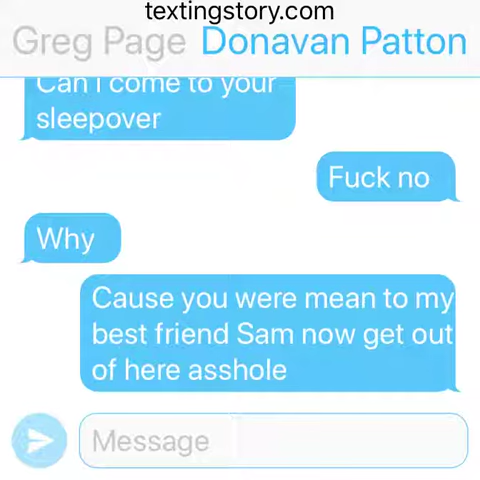 textingstory.com
Greg Page Donavan Patton
Can I come to your
sleepover
Fuck no
Why
Cause you were mean to my
best friend Sam now get out
of here asshole
Message